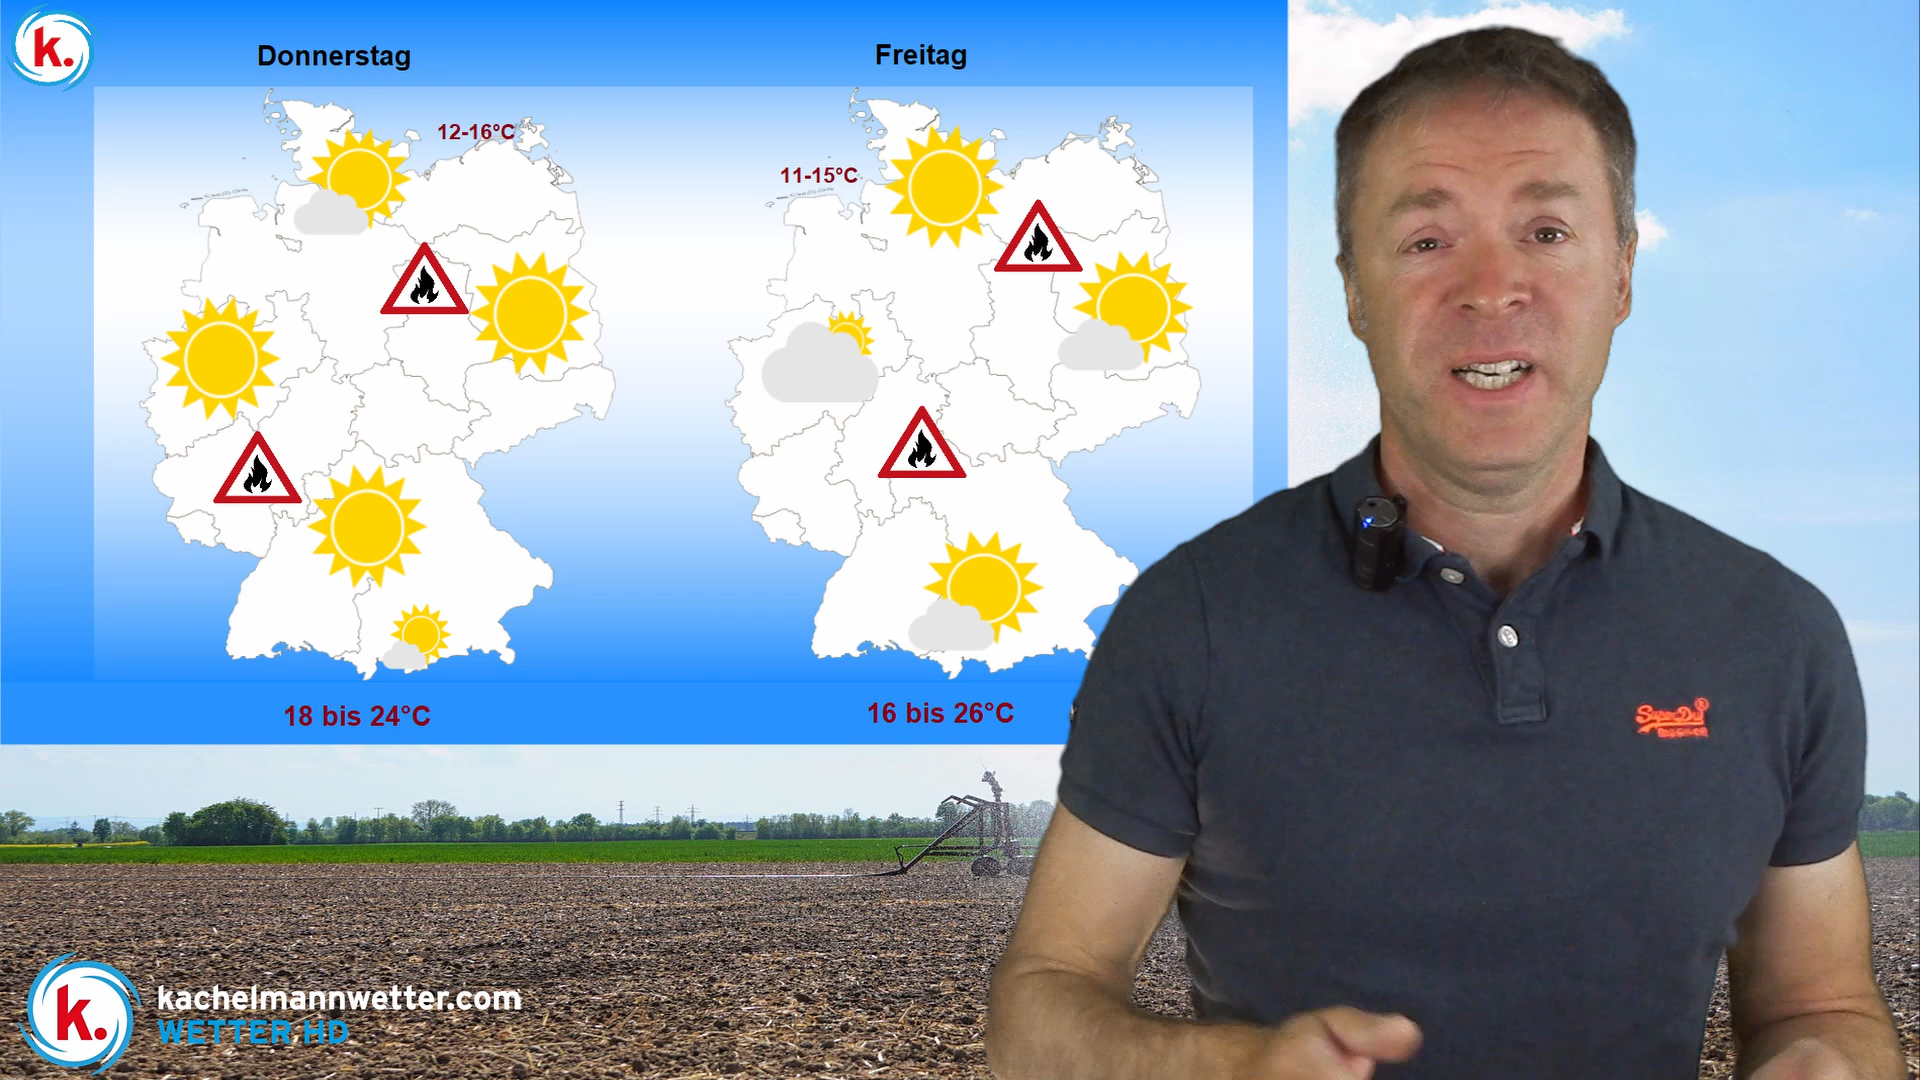 k.
Donnerstag
Freitag
12-16°C
11-15°C
18 bis 24°C
16 bis 26°C
k.
kachelmannwetter.com
WETTER HD